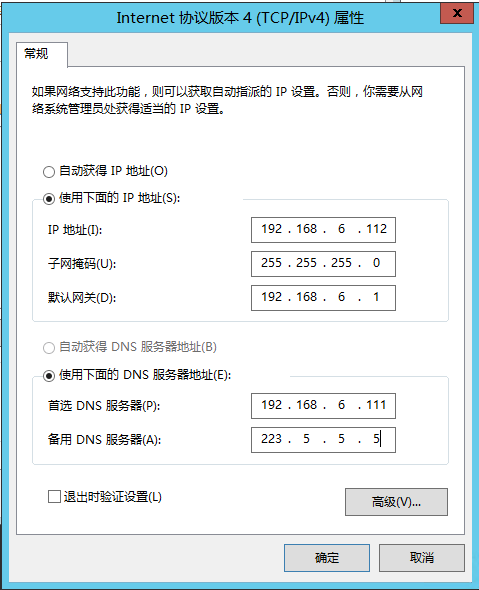 Internet 协议版本 4 (TCP/IPv4) 属性
常规
如果网络支持此功能，则可以获取自动指派的 IP 设置。否则，你需要从网
络系统管理员处获得适当的 IP 设置。
自动获得 IP 地址(O)
使用下面的 IP 地址(S):
IP 地址(I): 192 . 168 . 6 . 112
子网掩码(U): 255 . 255 . 255 . 0
默认网关(D): 192 . 168 . 6 . 1
自动获得 DNS 服务器地址(B)
使用下面的 DNS 服务器地址(E):
首选 DNS 服务器(P): 192 . 168 . 6 . 111
备用 DNS 服务器(A): 223 . 5 . 5 . 5
退出时验证设置(L)
高级(V)...
确定 取消